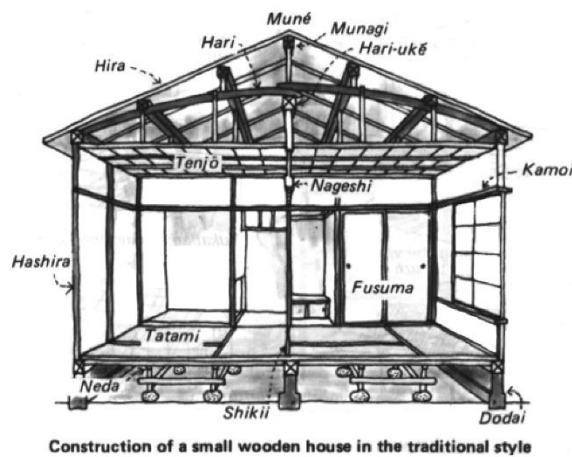 Muné
Munagi
Hari
Hari-uké
Hira
Tenjō
Nageshi
Kamoi
Hashira
Fusuma
Tatami
Neda
Shikii
Dodai
Construction of a small wooden house in the traditional style